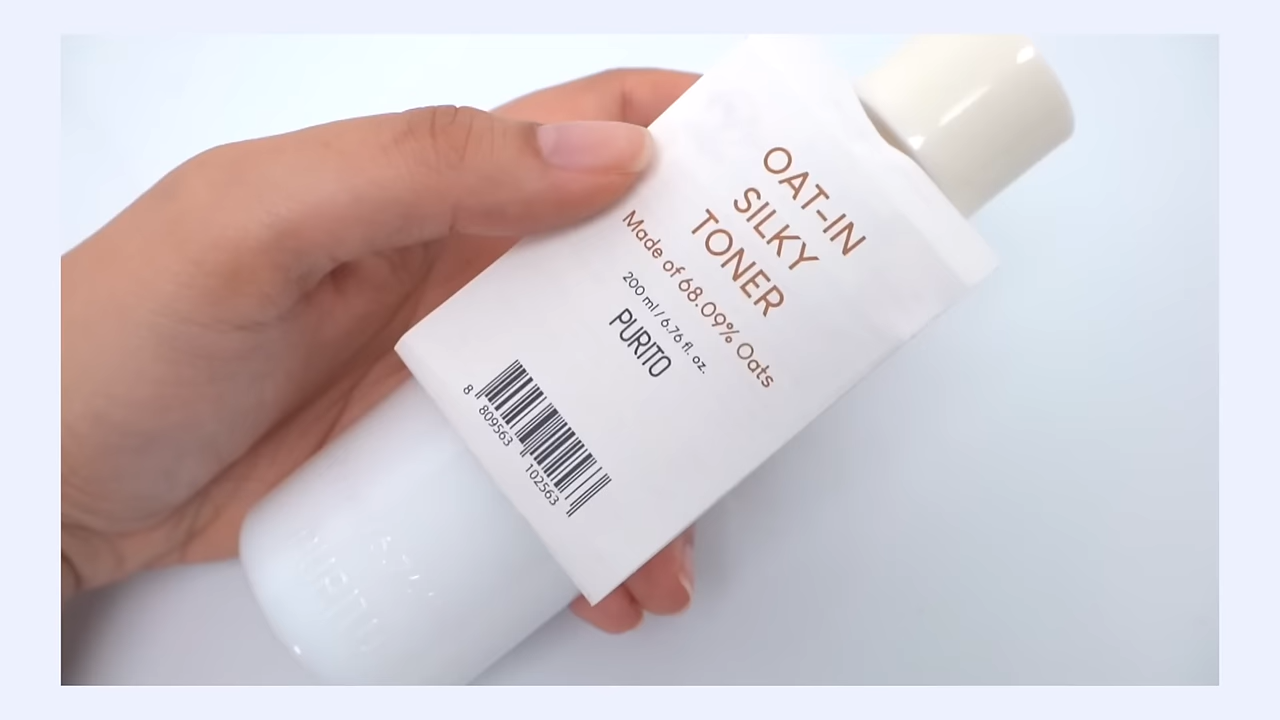 OAT-IN
SILKY
TONER
Made of 68.09% Oats
200 ml / 6.76 fl. oz.
PURITO
8 809563 102563